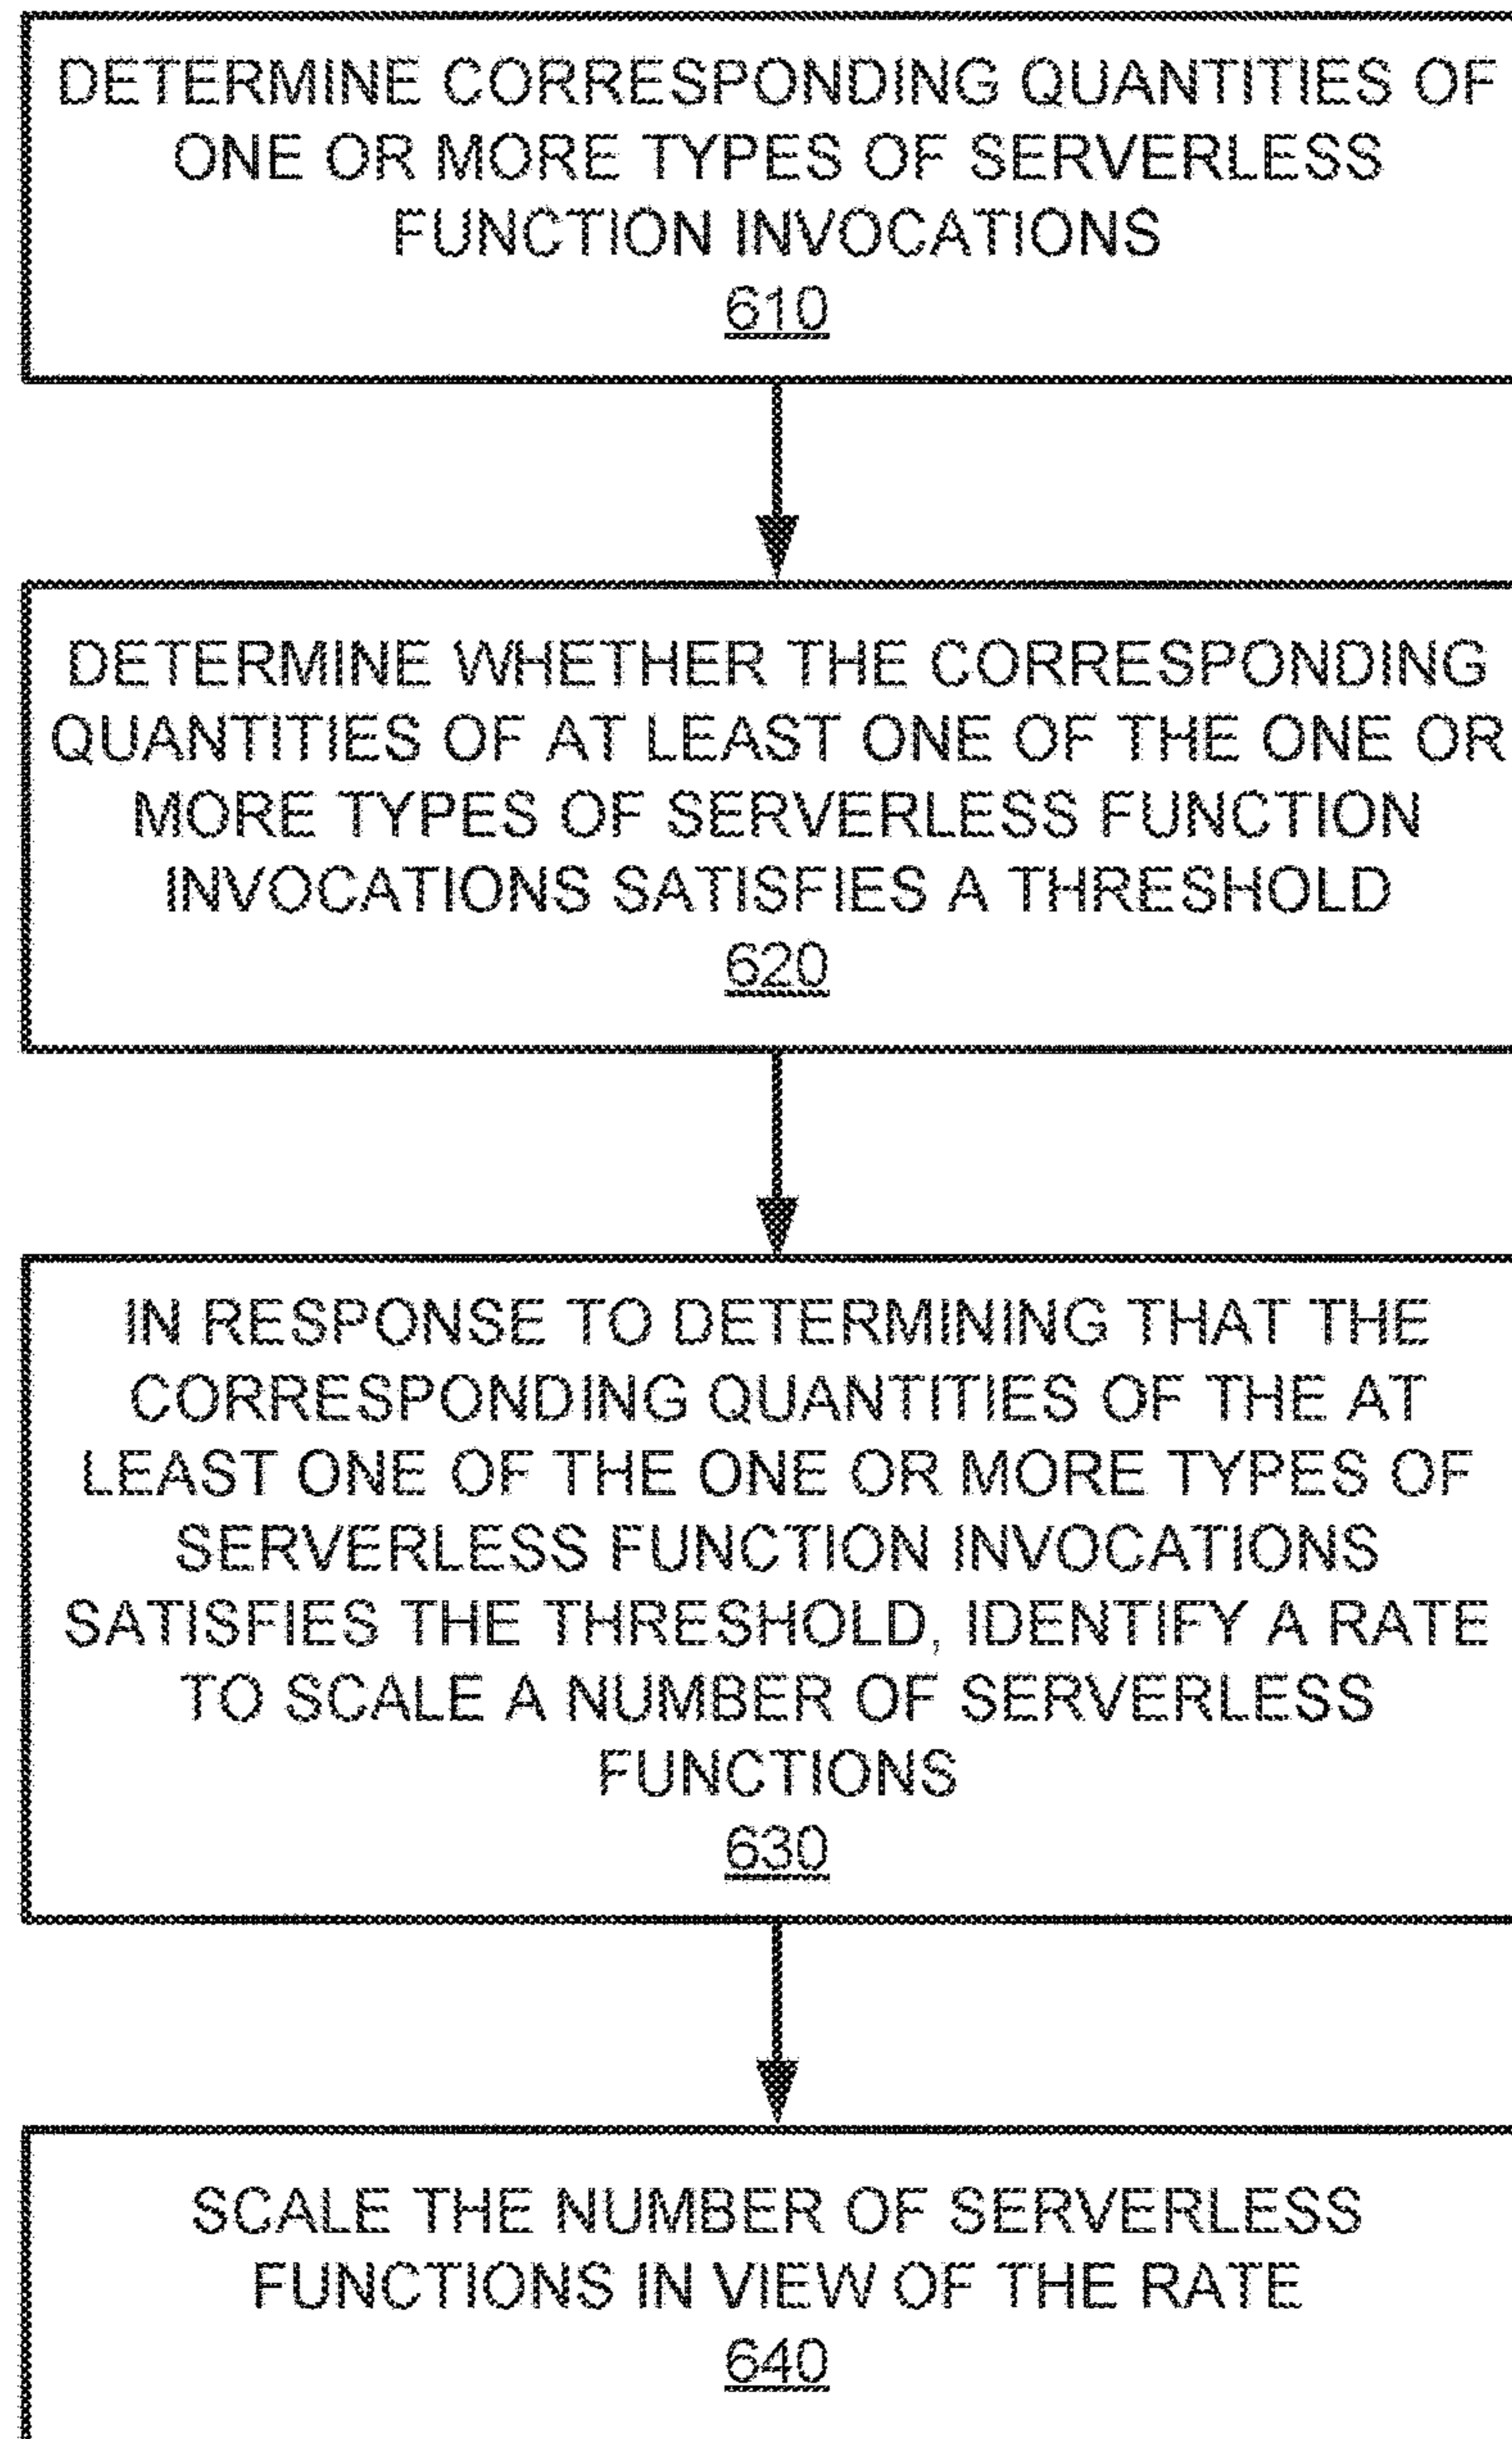 DETERMINE CORRESPONDING QUANTITIES OF
ONE OR MORE TYPES OF SERVERLESS
FUNCTION INVOCATIONS
610
DETERMINE WHETHER THE CORRESPONDING
QUANTITIES OF AT LEAST ONE OF THE ONE OR
MORE TYPES OF SERVERLESS FUNCTION
INVOCATIONS SATISFIES A THRESHOLD
620
IN RESPONSE TO DETERMINING THAT THE
CORRESPONDING QUANTITIES OF THE AT
LEAST ONE OF THE ONE OR MORE TYPES OF
SERVERLESS FUNCTION INVOCATIONS
SATISFIES THE THRESHOLD, IDENTIFY A RATE
TO SCALE A NUMBER OF SERVERLESS
FUNCTIONS
630
SCALE THE NUMBER OF SERVERLESS
FUNCTIONS IN VIEW OF THE RATE
640